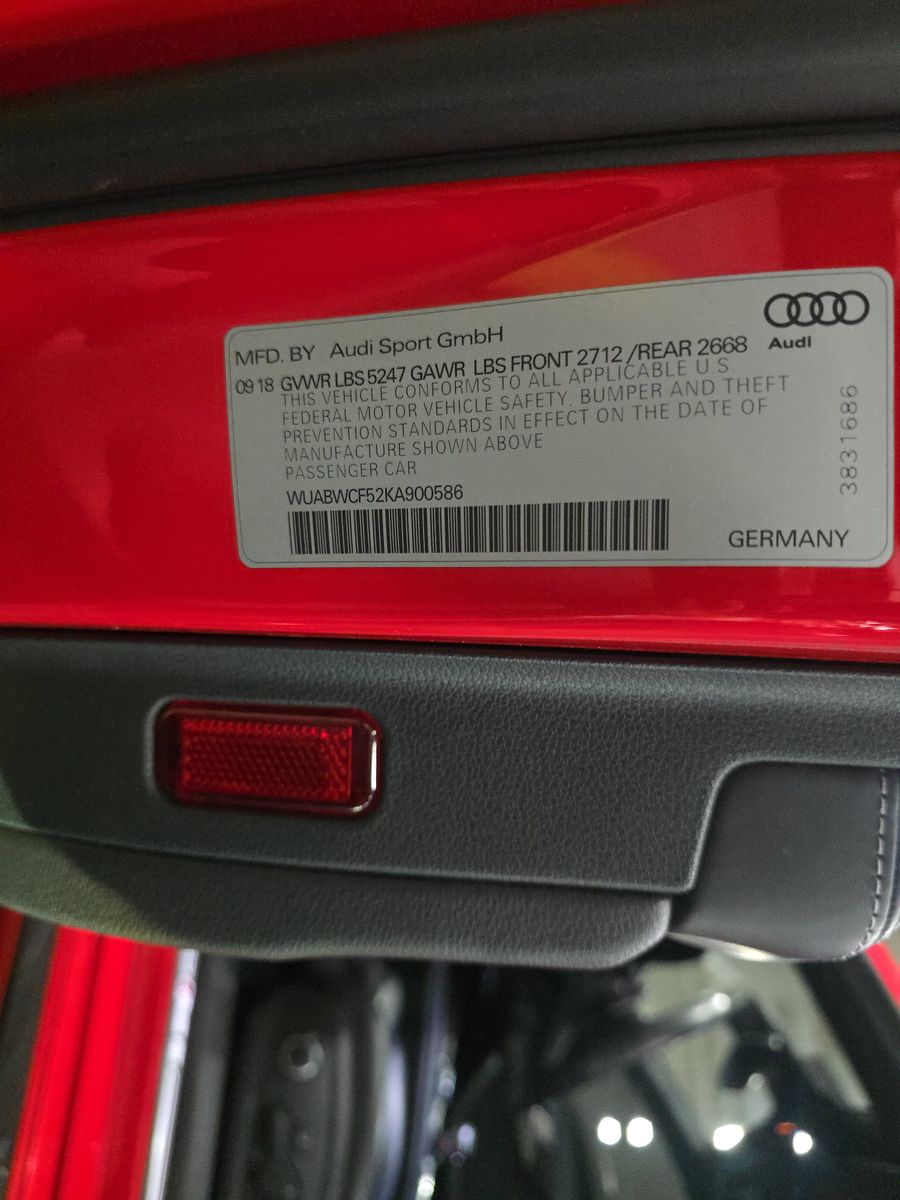 Audi
MFD. BY Audi Sport GmbH
09 18 GVWR LBS 5247 GAWR LBS FRONT 2712 /REAR 2668
THIS VEHICLE CONFORMS TO ALL APPLICABLE U.S.
FEDERAL MOTOR VEHICLE SAFETY, BUMPER AND THEFT
PREVENTION STANDARDS IN EFFECT ON THE DATE OF
MANUFACTURE SHOWN ABOVE
PASSENGER CAR
WUABWCF52KA900586
GERMANY
3831686